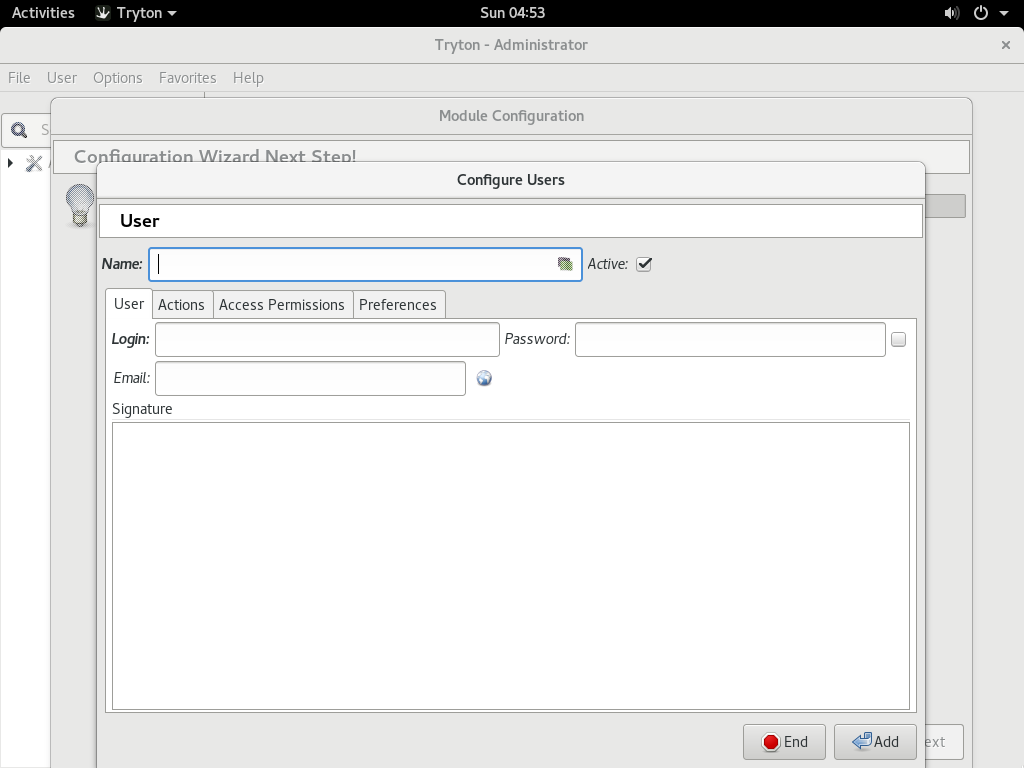 Activities Tryton Sun 04:53
Tryton - Administrator
File User Options Favorites Help
Module Configuration
Configuration Wizard Next Step!
Configure Users
User
Name: Active:
User Actions Access Permissions Preferences
Login: Password:
Email:
Signature
End Add